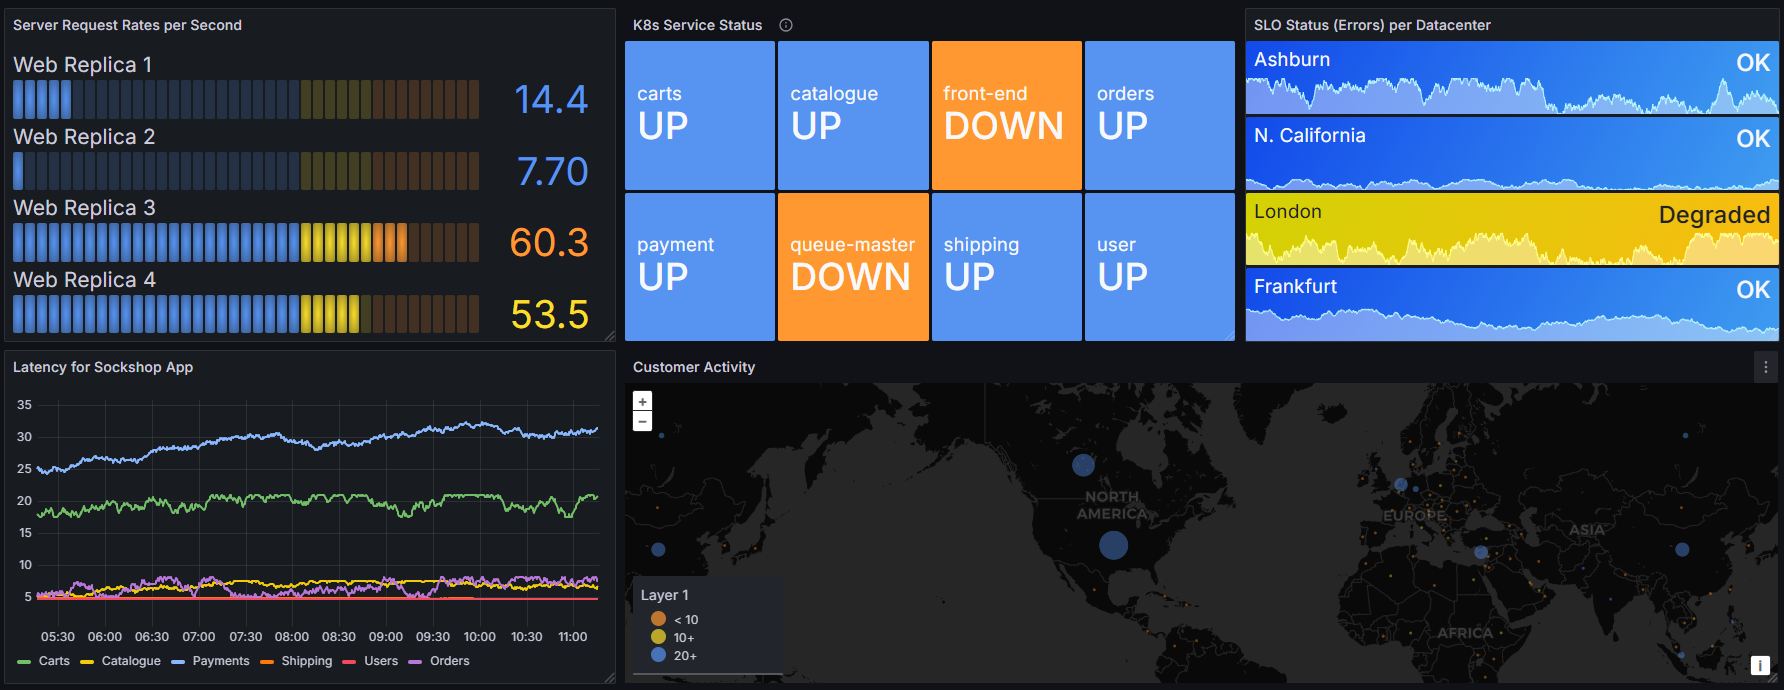 Server Request Rates per Second
Web Replica 1
14.4
Web Replica 2
7.70
Web Replica 3
60.3
Web Replica 4
53.5
K8s Service Status
carts
UP
catalogue
UP
front-end
DOWN
orders
UP
payment
UP
queue-master
DOWN
shipping
UP
user
UP
SLO Status (Errors) per Datacenter
Ashburn
OK
N. California
OK
London
Degraded
Frankfurt
OK
Latency for Sockshop App
35
30
25
20
15
10
5
05:30 06:00 06:30 07:00 07:30 08:00 08:30 09:00 09:30 10:00 10:30 11:00
Carts Catalogue Payments Shipping Users Orders
Customer Activity
+
−
NORTH
AMERICA
EUROPE
ASIA
AFRICA
Layer 1
< 10
10+
20+
i